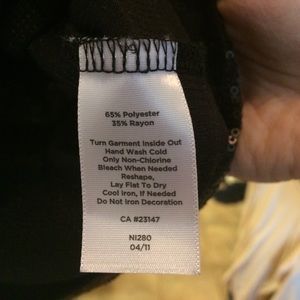 65% Polyester
35% Rayon
Turn Garment Inside Out
Hand Wash Cold
Only Non-Chlorine
Bleach When Needed
Reshape,
Lay Flat To Dry
Cool Iron, If Needed
Do Not Iron Decoration
CA #23147
NI280
04/11